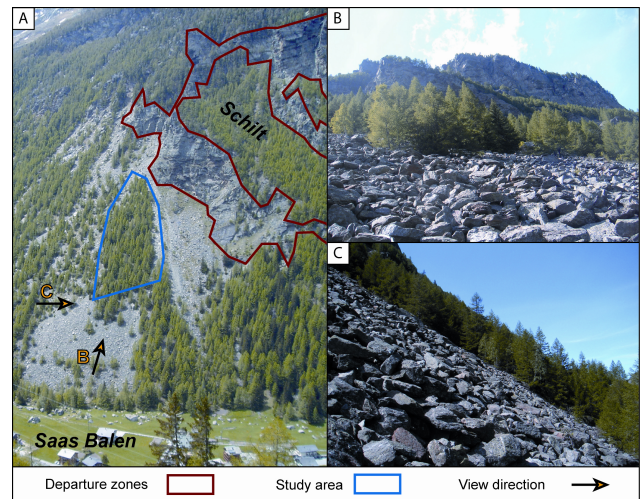 A
B
Schilt
C
C
B
Saas Balen
Departure zones
Study area
View direction